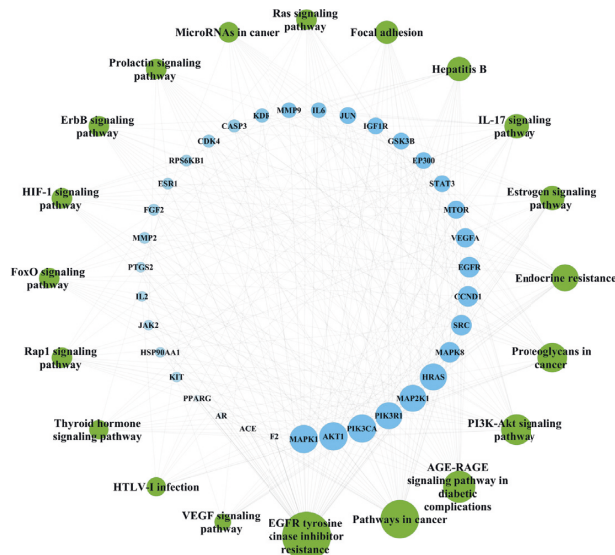 Ras signaling
pathway
MicroRNAs in cancer
Focal adhesion
Prolactin signaling
pathway
Hepatitis B
ErbB signaling
pathway
IL-17 signaling
pathway
HIF-1 signaling
pathway
Estrogen signaling
pathway
FoxO signaling
pathway
Endocrine resistance
Rap1 signaling
pathway
Proteoglycans in
cancer
Thyroid hormone
signaling pathway
PI3K-Akt signaling
pathway
HTLV-I infection
AGE-RAGE
signaling pathway in
diabetic
complications
VEGF signaling
pathway
EGFR tyrosine
kinase inhibitor
resistance
Pathways in cancer
MMP9
IL6
JUN
IGF1R
GSK3B
EP300
STAT3
MTOR
VEGFA
EGFR
CCND1
SRC
MAPK8
HRAS
MAP2K1
PIK3R1
PIK3CA
AKT1
MAPK1
F2
ACE
AR
PPARG
KIT
HSP90AA1
JAK2
IL2
PTGS2
MMP2
FGF2
ESR1
RPS6KB1
CDK4
CASP3